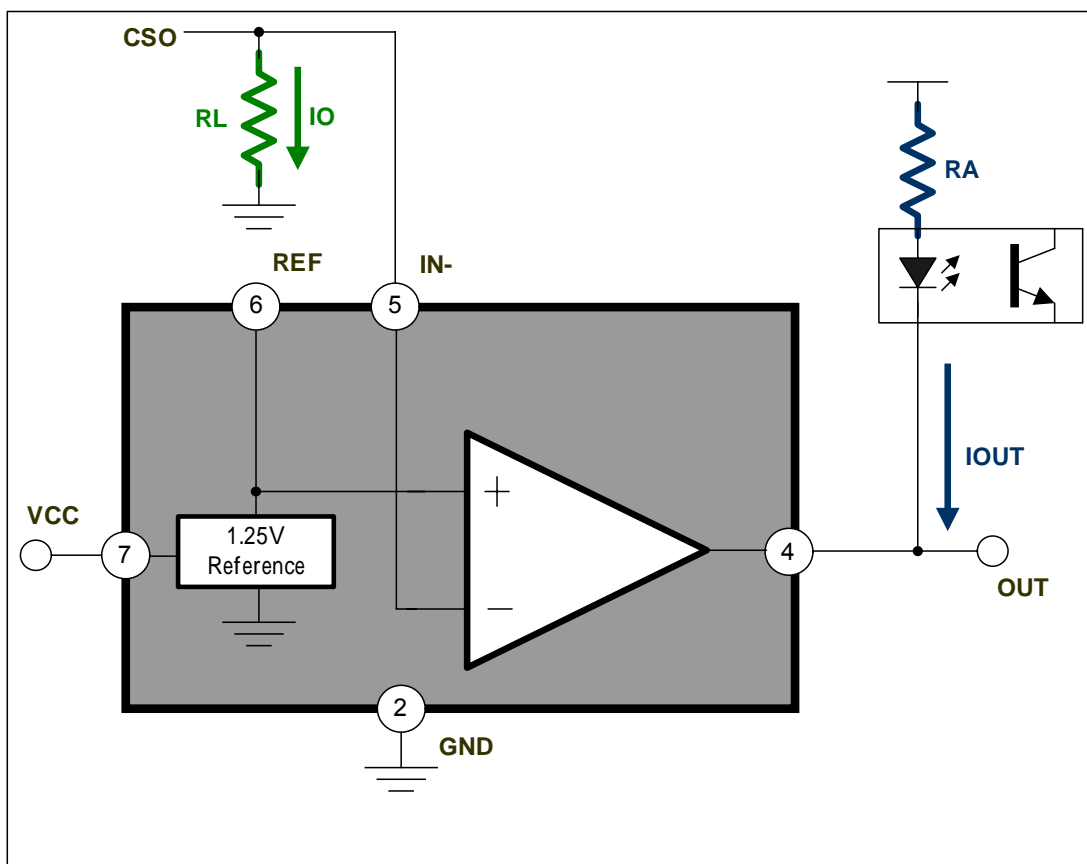 CSO
RL
IO
RA
REF
IN-
6
5
IOUT
+
VCC
1.25V
Reference
7
4
OUT
−
2
GND